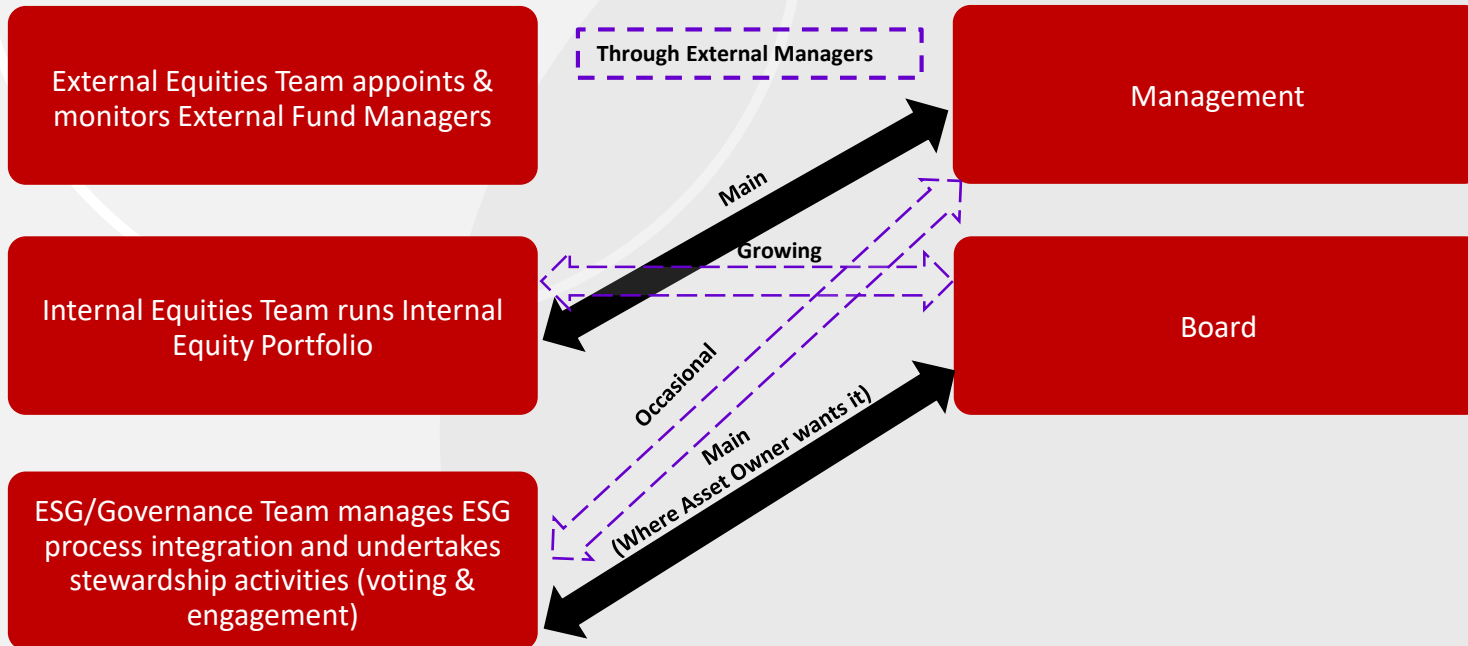 External Equities Team appoints &
monitors External Fund Managers
Through External Managers
Management
Main
Growing
Internal Equities Team runs Internal
Equity Portfolio
Board
Occasional
Main
(Where Asset Owner wants it)
ESG/Governance Team manages ESG
process integration and undertakes
stewardship activities (voting &
engagement)